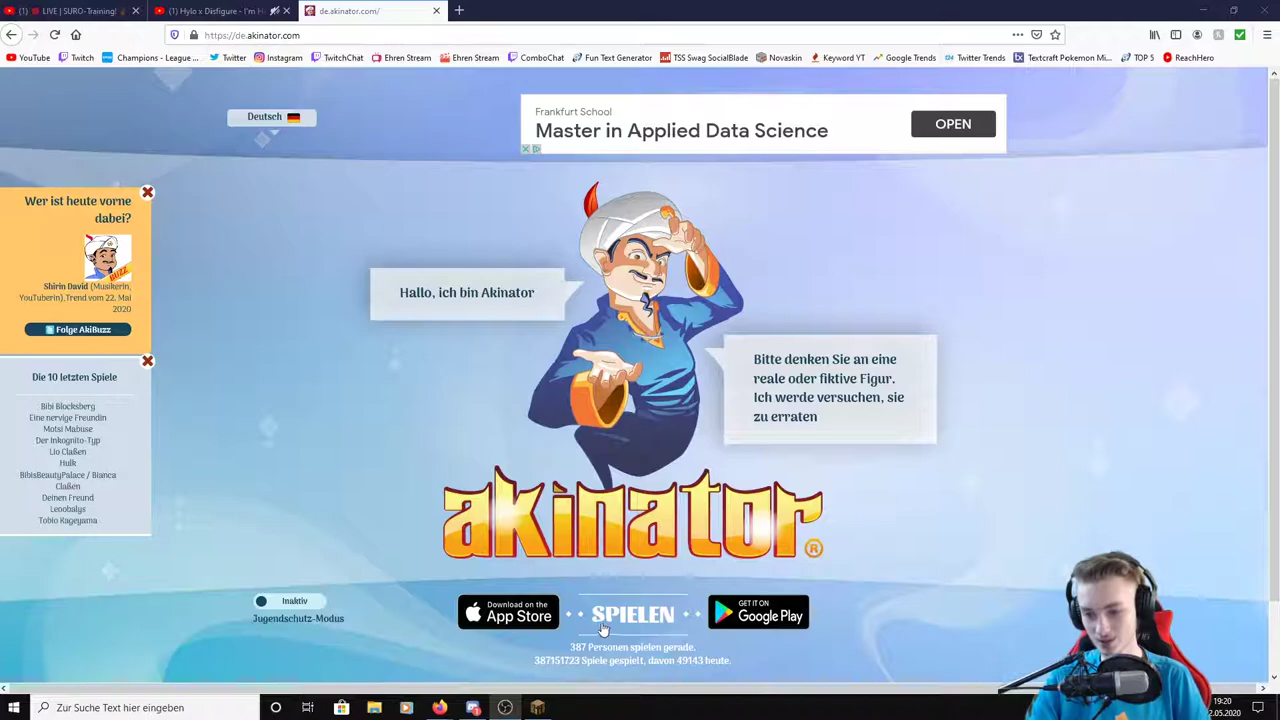 (1) LIVE | SURO-Training!
(1) Hylo x Disfigure - I'm H
de.akinator.com/
https://de.akinator.com
YouTube
Twitch
Champions - League ...
Twitter
Instagram
TwitchChat
Ehren Stream
Ehren Stream
ComboChat
Fun Text Generator
TSS Swag SocialBlade
Novaskin
Keyword YT
Google Trends
Twitter Trends
Textcraft Pokemon Mi...
TOP 5
ReachHero
Deutsch
Frankfurt School
Master in Applied Data Science
OPEN
Wer ist heute vorne
dabei?
BUZZ
Shirin David (Musikerin,
YouTuberin),Trend vom 22. Mai
2020
Folge AkiBuzz
Hallo, ich bin Akinator
Bitte denken Sie an eine
reale oder fiktive Figur.
Ich werde versuchen, sie
zu erraten
Die 10 letzten Spiele
Bibi Blocksberg
Eine nervige Freundin
Motsi Mabuse
Der Inkognito-Typ
Lio Claßen
Hulk
BibisBeautyPalace / Bianca
Claßen
Deinen Freund
Leoobalys
Tobio Kageyama
akinator®
Inaktiv
Jugendschutz-Modus
Download on the
App Store
SPIELEN
GET IT ON
Google Play
387 Personen spielen gerade.
387151723 Spiele gespielt, davon 49143 heute.
Zur Suche Text hier eingeben
19:20
2.05.2020